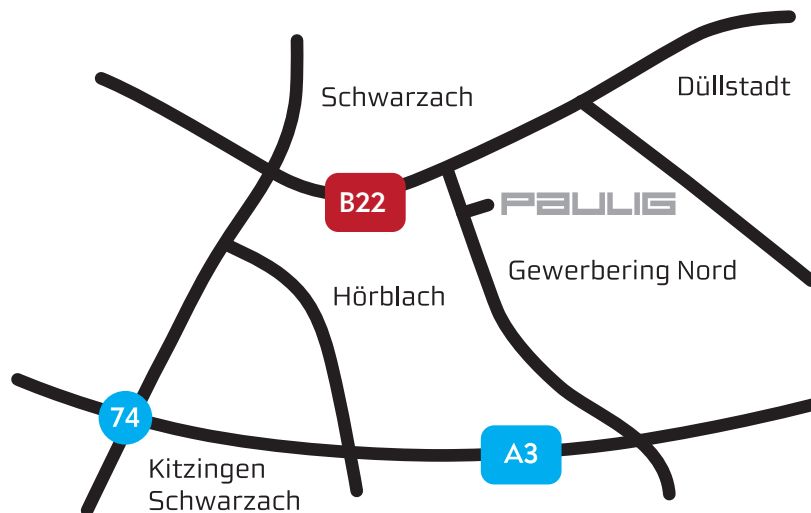 Schwarzach
Düllstadt
B22
PAULIG
Gewerbering Nord
Hörblach
74
A3
Kitzingen
Schwarzach